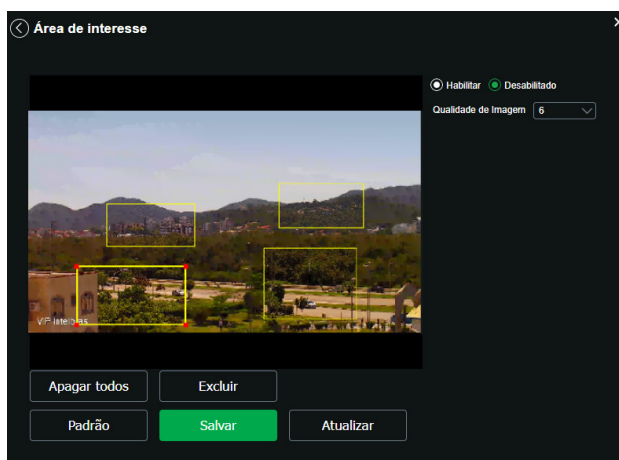 Área de interesse
Habilitar Desabilitado
Qualidade de Imagem 6
VIP Intelbras
Apagar todos Excluir
Padrão Salvar Atualizar